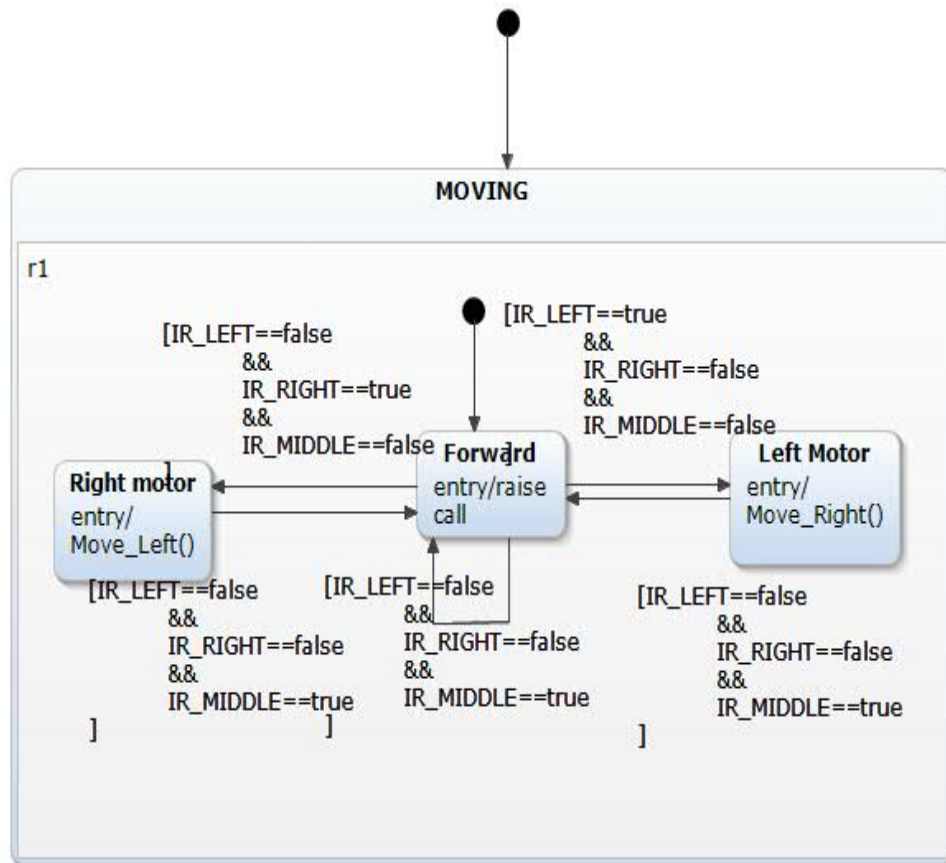 MOVING
r1
[IR_LEFT==false
&&
IR_RIGHT==true
&&
IR_MIDDLE==false
]
[IR_LEFT==true
&&
IR_RIGHT==false
&&
IR_MIDDLE==false
]
Right motor
entry/
Move_Left()
Forward
entry/raise
call
Left Motor
entry/
Move_Right()
[IR_LEFT==false
&&
IR_RIGHT==false
&&
IR_MIDDLE==true
]
[IR_LEFT==false
&&
IR_RIGHT==false
&&
IR_MIDDLE==true
]
[IR_LEFT==false
&&
IR_RIGHT==false
&&
IR_MIDDLE==true
]